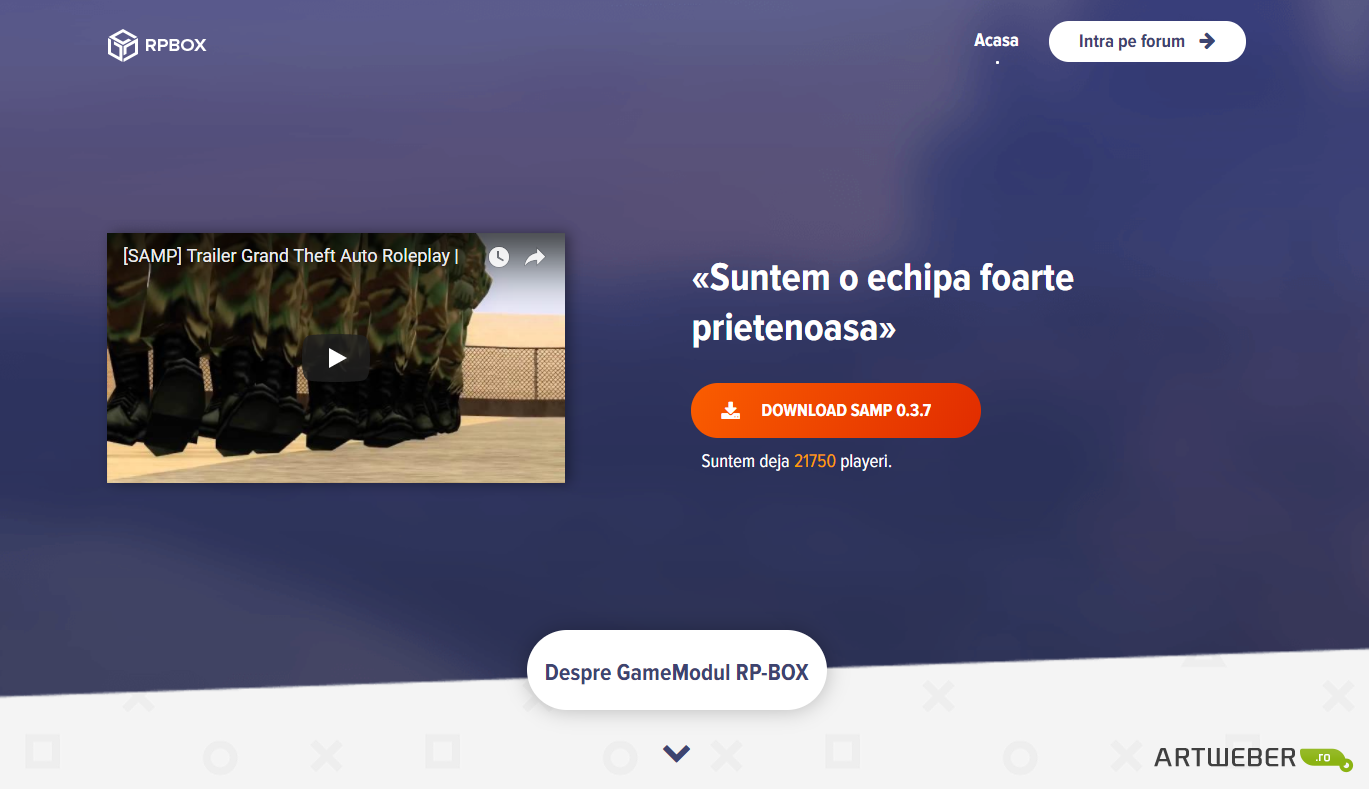 RPBOX
Acasa
Intra pe forum
[SAMP] Trailer Grand Theft Auto Roleplay |
«Suntem o echipa foarte
prietenoasa»
DOWNLOAD SAMP 0.3.7
Suntem deja 21750 playeri.
Despre GameModul RP-BOX
ARTWEBER .ro